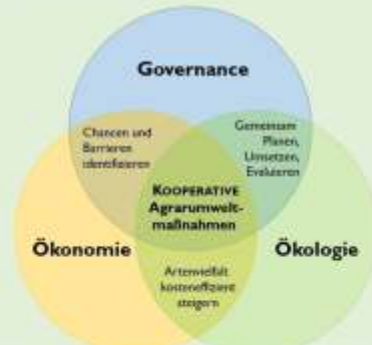 Governance
Chancen und
Barrieren
identifizieren
Gemeinsam
Planen,
Umsetzen,
Evaluieren
KOOPERATIVE
Agrarumwelt-
maßnahmen
Ökonomie
Ökologie
Artenvielfalt
kosteneffizient
steigern